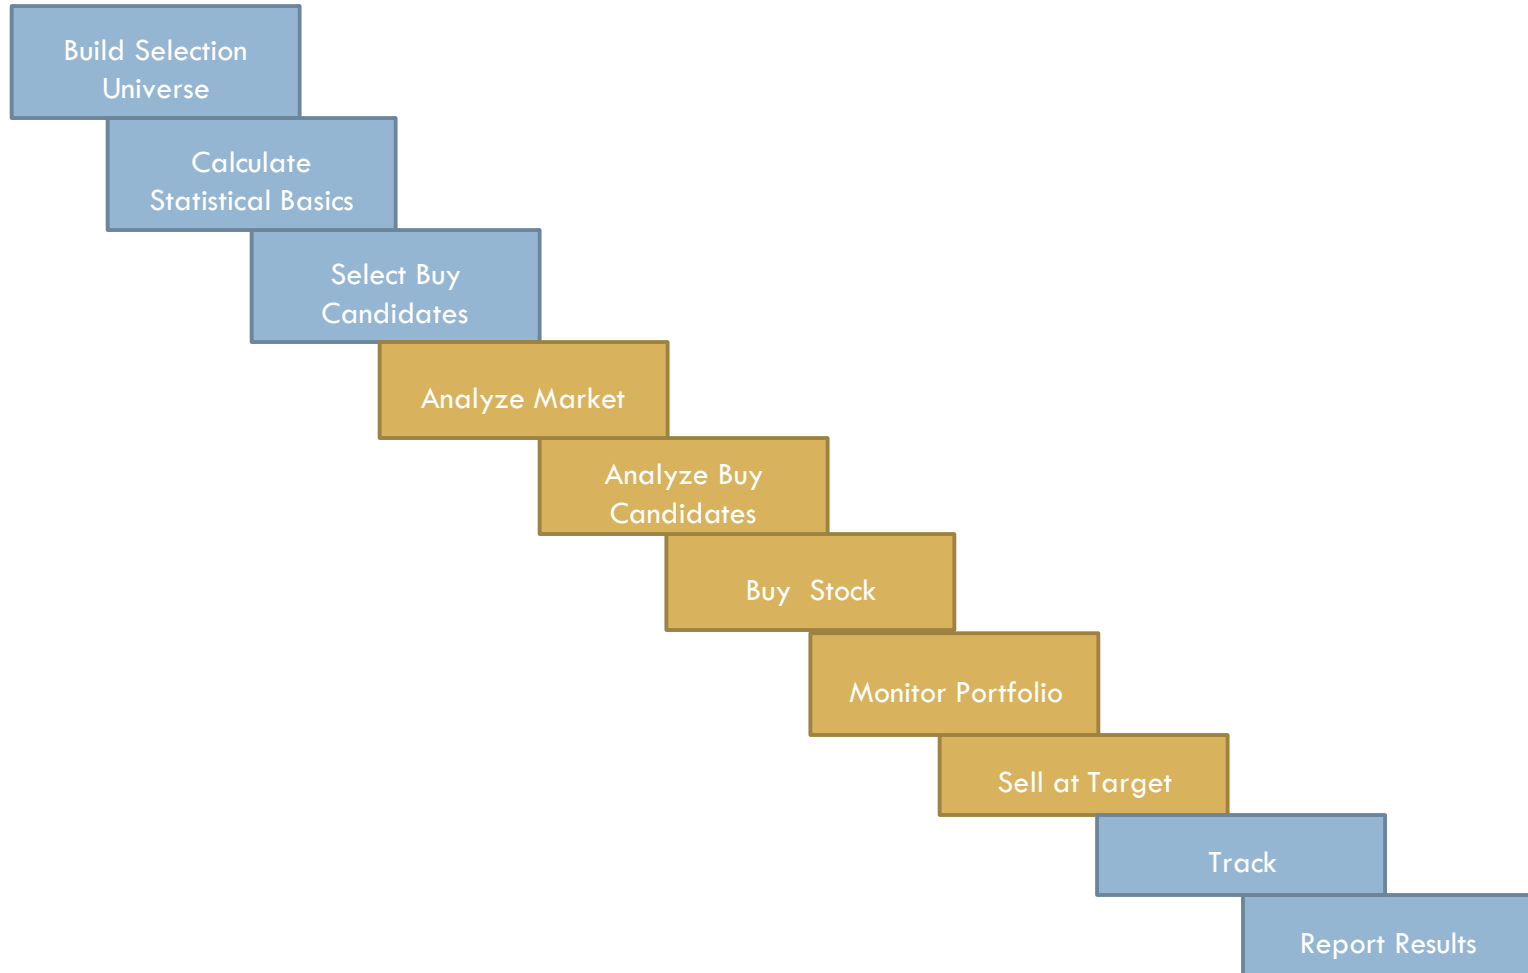 Build Selection
Universe
Calculate
Statistical Basics
Select Buy
Candidates
Analyze Market
Analyze Buy
Candidates
Buy  Stock
Monitor Portfolio
Sell at Target
Track
Report Results